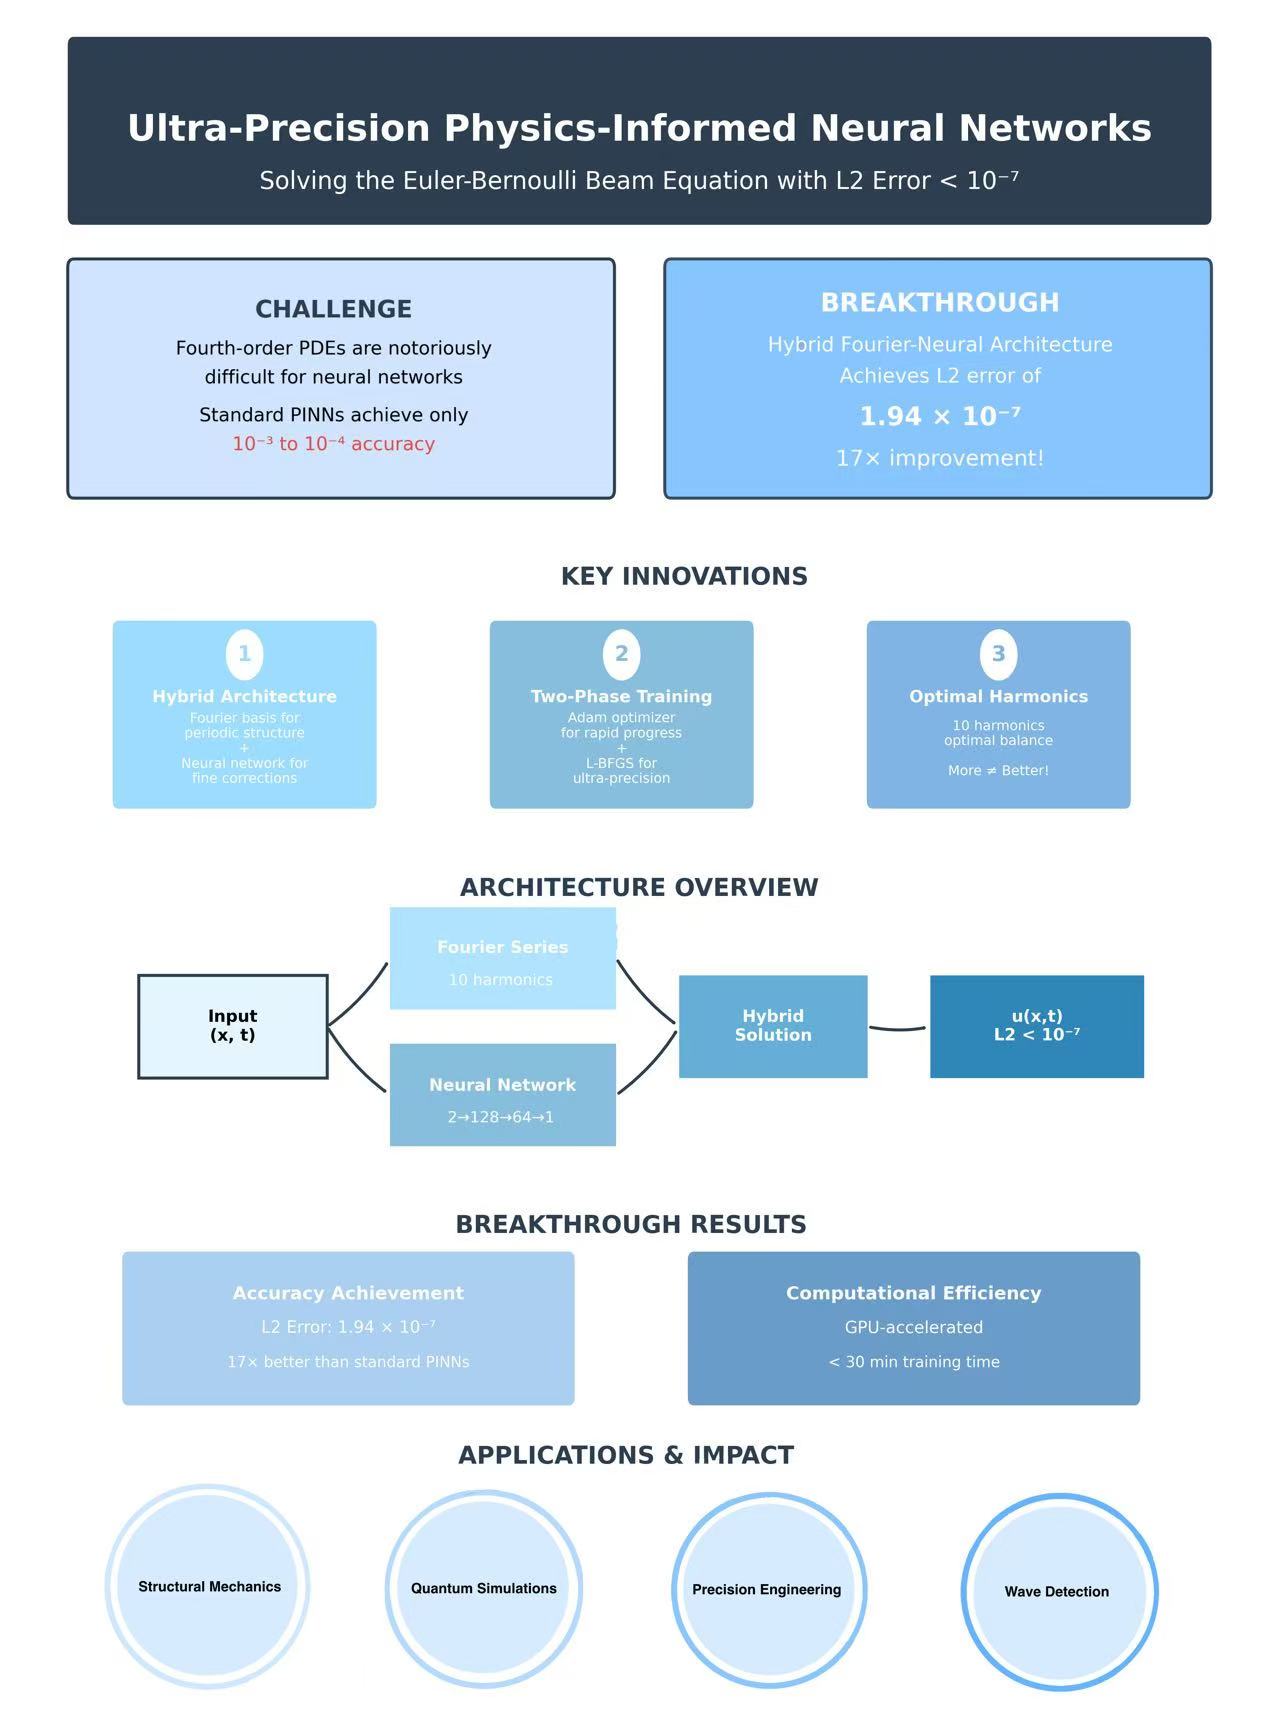 Ultra-Precision Physics-Informed Neural Networks
Solving the Euler-Bernoulli Beam Equation with L2 Error < 10⁻⁷
CHALLENGE
Fourth-order PDEs are notoriously
difficult for neural networks
Standard PINNs achieve only
10⁻³ to 10⁻⁴ accuracy
BREAKTHROUGH
Hybrid Fourier-Neural Architecture
Achieves L2 error of
1.94 × 10⁻⁷
17× improvement!
KEY INNOVATIONS
1
Hybrid Architecture
Fourier basis for
periodic structure
+
Neural network for
fine corrections
2
Two-Phase Training
Adam optimizer
for rapid progress
+
L-BFGS for
ultra-precision
3
Optimal Harmonics
10 harmonics
optimal balance
More ≠ Better!
ARCHITECTURE OVERVIEW
Input
(x, t)
Fourier Series
10 harmonics
Neural Network
2→128→64→1
Hybrid
Solution
u(x,t)
L2 < 10⁻⁷
BREAKTHROUGH RESULTS
Accuracy Achievement
L2 Error: 1.94 × 10⁻⁷
17× better than standard PINNs
Computational Efficiency
GPU-accelerated
< 30 min training time
APPLICATIONS & IMPACT
Structural Mechanics
Quantum Simulations
Precision Engineering
Wave Detection